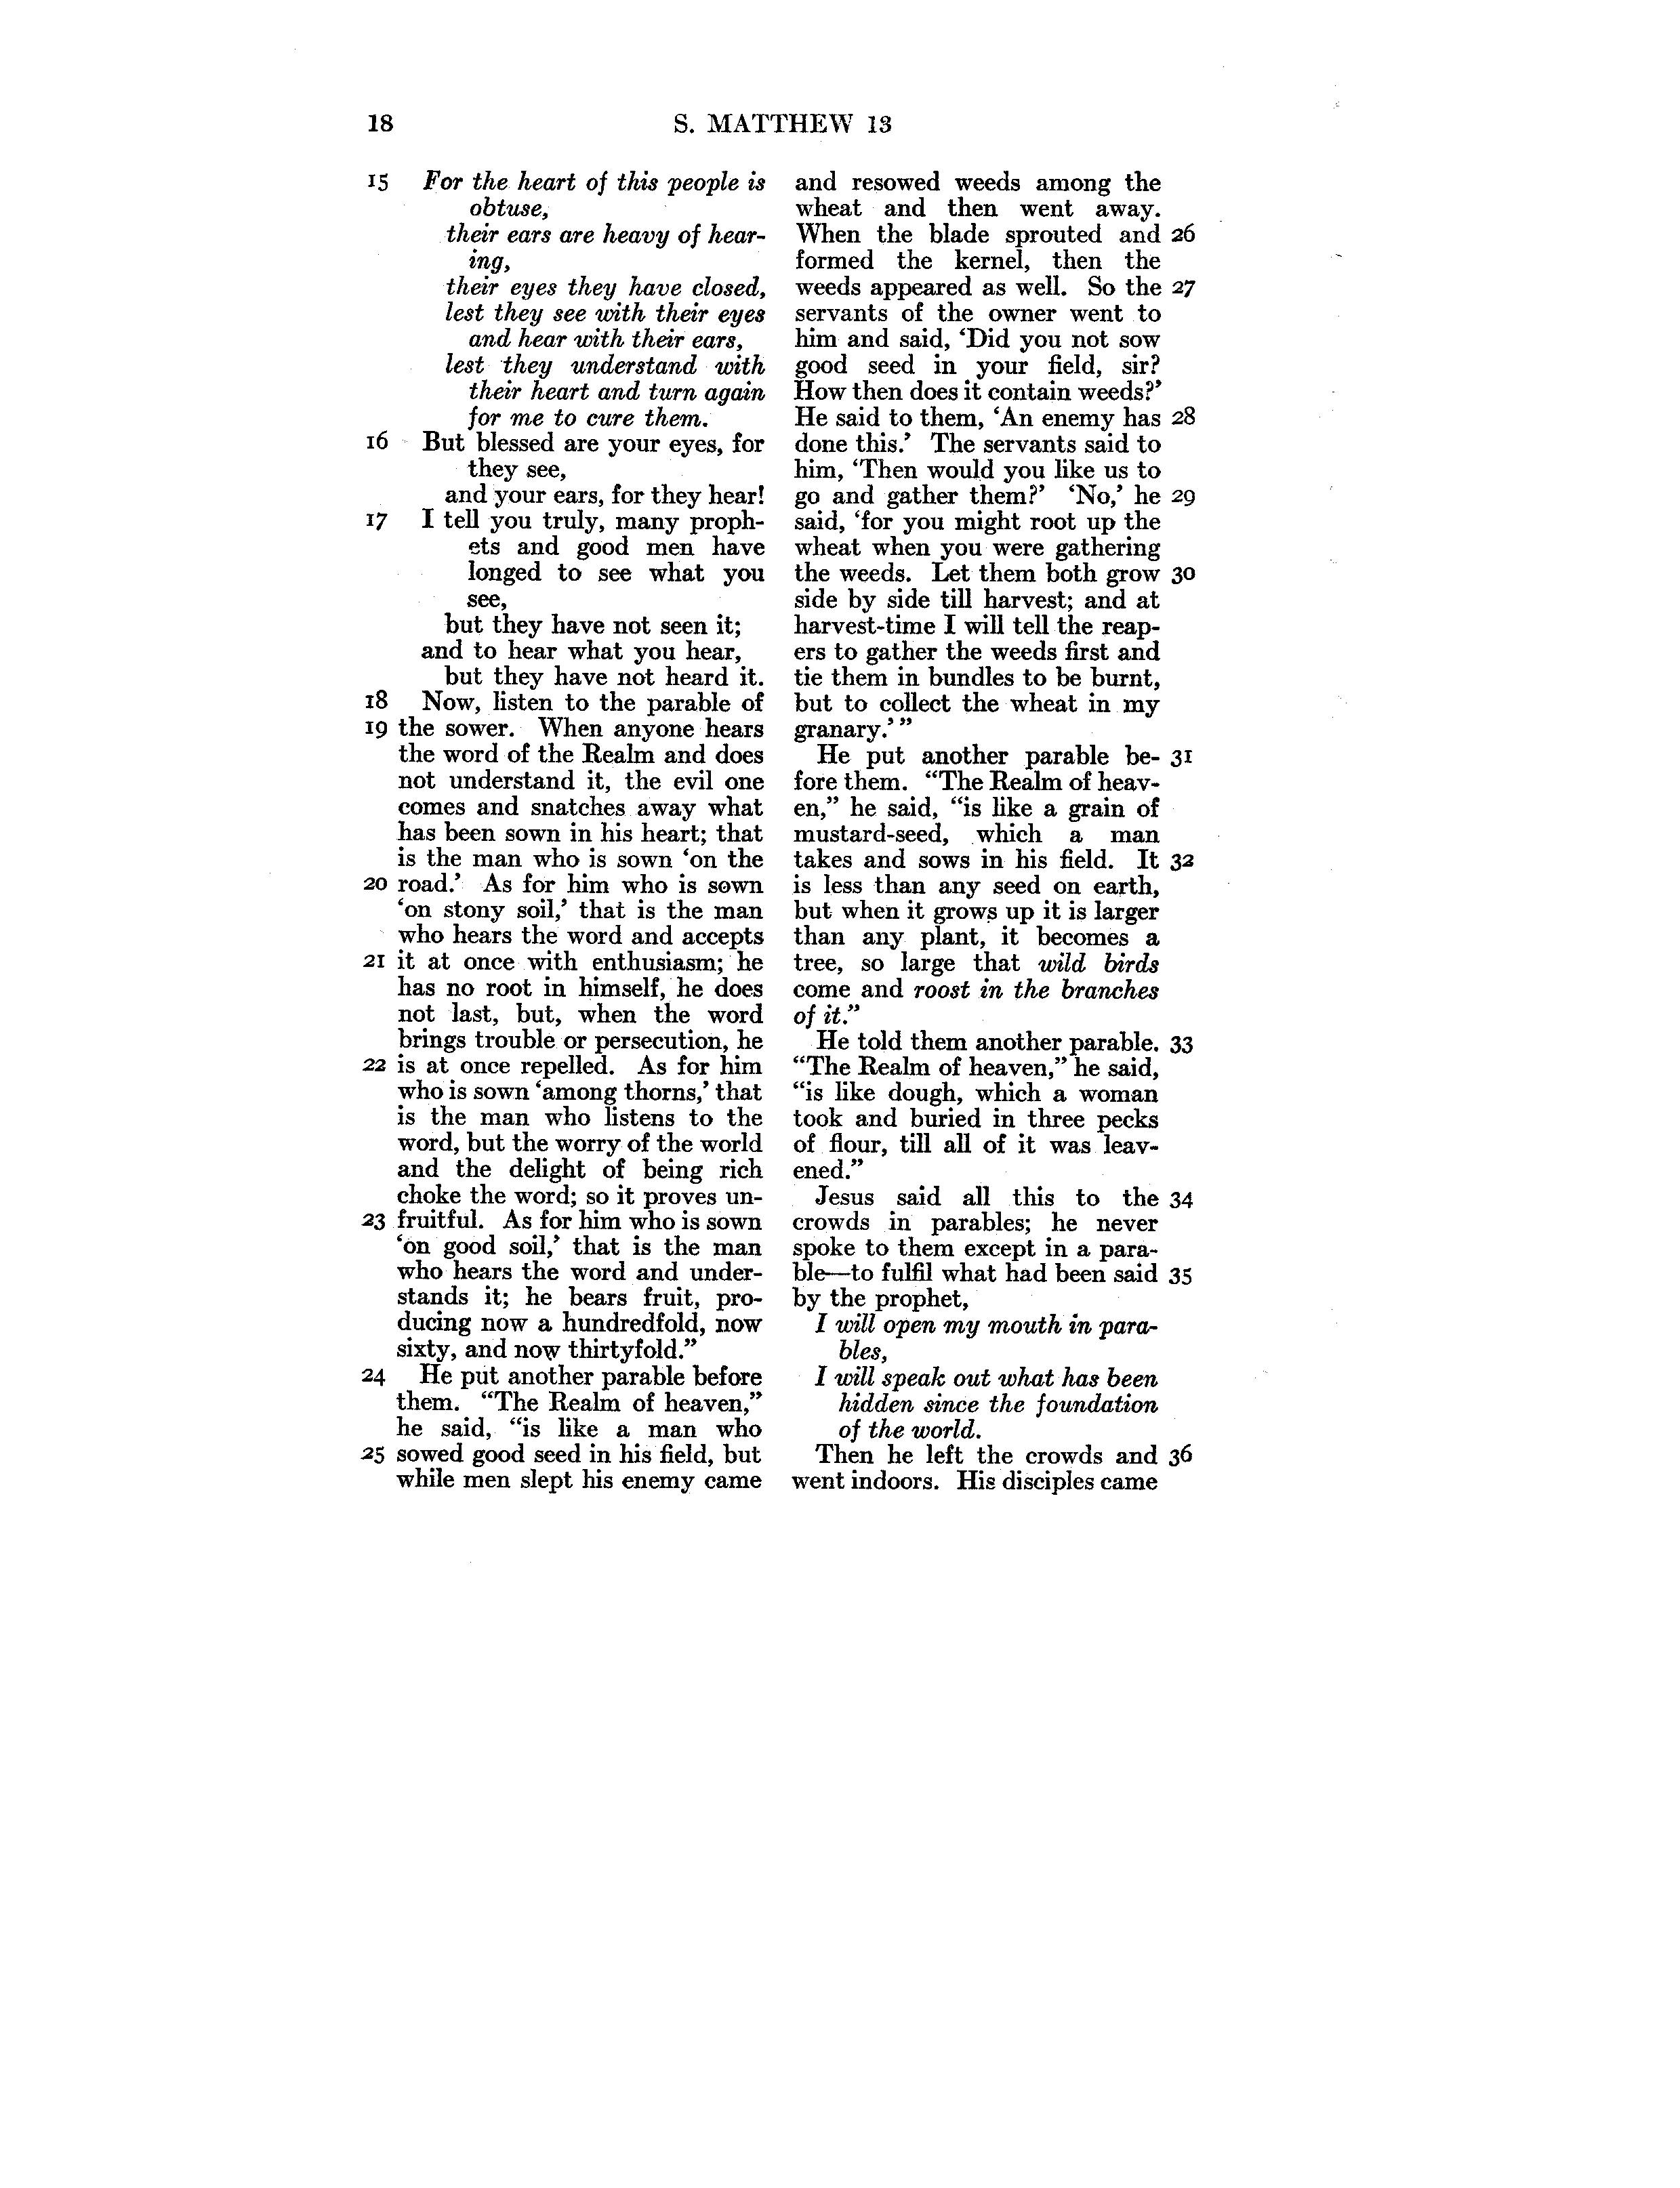 18 S. MATTHEW 13
15 For the heart of this people is
obtuse,
their ears are heavy of hear-
ing,
their eyes they have closed,
lest they see with their eyes
and hear with their ears,
lest they understand with
their heart and turn again
for me to cure them.
16 But blessed are your eyes, for
they see,
and your ears, for they hear!
17 I tell you truly, many proph-
ets and good men have
longed to see what you
see,
but they have not seen it;
and to hear what you hear,
but they have not heard it.
18 Now, listen to the parable of
19 the sower. When anyone hears
the word of the Realm and does
not understand it, the evil one
comes and snatches away what
has been sown in his heart; that
is the man who is sown ‘on the
20 road.’ As for him who is sown
‘on stony soil,’ that is the man
who hears the word and accepts
21 it at once with enthusiasm; he
has no root in himself, he does
not last, but, when the word
brings trouble or persecution, he
22 is at once repelled. As for him
who is sown ‘among thorns,’ that
is the man who listens to the
word, but the worry of the world
and the delight of being rich
choke the word; so it proves un-
23 fruitful. As for him who is sown
‘on good soil,’ that is the man
who hears the word and under-
stands it; he bears fruit, pro-
ducing now a hundredfold, now
sixty, and now thirtyfold.”
24 He put another parable before
them. “The Realm of heaven,”
he said, “is like a man who
25 sowed good seed in his field, but
while men slept his enemy came
and resowed weeds among the
wheat and then went away.
When the blade sprouted and 26
formed the kernel, then the
weeds appeared as well. So the 27
servants of the owner went to
him and said, ‘Did you not sow
good seed in your field, sir?
How then does it contain weeds?’
He said to them, ‘An enemy has 28
done this.’ The servants said to
him, ‘Then would you like us to
go and gather them?’ ‘No,’ he 29
said, ‘for you might root up the
wheat when you were gathering
the weeds. Let them both grow 30
side by side till harvest; and at
harvest-time I will tell the reap-
ers to gather the weeds first and
tie them in bundles to be burnt,
but to collect the wheat in my
granary.’”
He put another parable be- 31
fore them. “The Realm of heav-
en,” he said, “is like a grain of
mustard-seed, which a man
takes and sows in his field. It 32
is less than any seed on earth,
but when it grows up it is larger
than any plant, it becomes a
tree, so large that wild birds
come and roost in the branches
of it.”
He told them another parable. 33
“The Realm of heaven,” he said,
“is like dough, which a woman
took and buried in three pecks
of flour, till all of it was leav-
ened.”
Jesus said all this to the 34
crowds in parables; he never
spoke to them except in a para-
ble—to fulfil what had been said 35
by the prophet,
I will open my mouth in para-
bles,
I will speak out what has been
hidden since the foundation
of the world.
Then he left the crowds and 36
went indoors. His disciples came